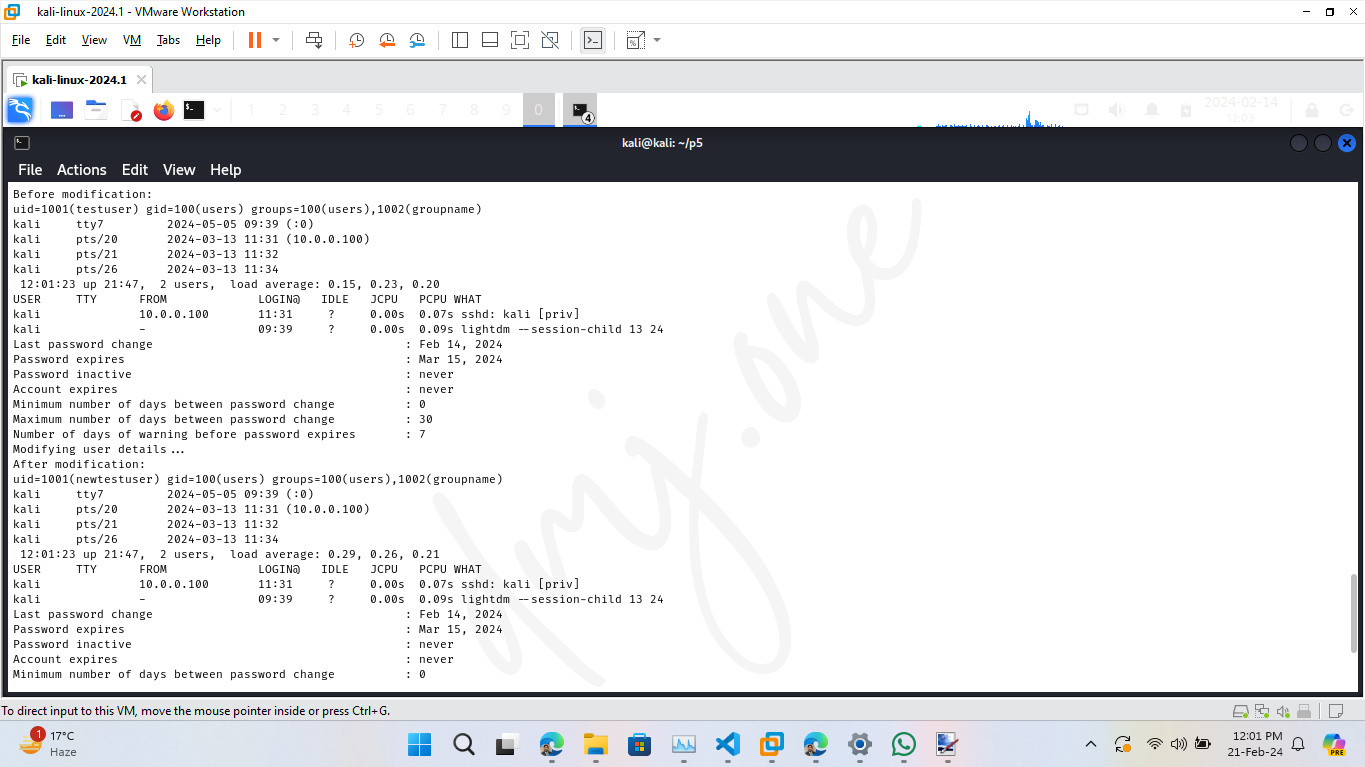 kali-linux-2024.1 - VMware Workstation
File Edit View VM Tabs Help
kali-linux-2024.1
1 2 3 4 5 6 7 8 9 0 4 2024-02-14
12:03
kali@kali: ~/p5
File Actions Edit View Help
Before modification:
uid=1001(testuser) gid=100(users) groups=100(users),1002(groupname)
kali     tty7         2024-05-05 09:39 (:0)
kali     pts/20       2024-03-13 11:31 (10.0.0.100)
kali     pts/21       2024-03-13 11:32
kali     pts/26       2024-03-13 11:34
 12:01:23 up 21:47,  2 users,  load average: 0.15, 0.23, 0.20
USER     TTY      FROM             LOGIN@   IDLE   JCPU   PCPU WHAT
kali              10.0.0.100       11:31     ?     0.00s  0.07s sshd: kali [priv]
kali              -                09:39     ?     0.00s  0.09s lightdm --session-child 13 24
Last password change                                    : Feb 14, 2024
Password expires                                        : Mar 15, 2024
Password inactive                                       : never
Account expires                                         : never
Minimum number of days between password change          : 0
Maximum number of days between password change          : 30
Number of days of warning before password expires       : 7
Modifying user details...
After modification:
uid=1001(newtestuser) gid=100(users) groups=100(users),1002(groupname)
kali     tty7         2024-05-05 09:39 (:0)
kali     pts/20       2024-03-13 11:31 (10.0.0.100)
kali     pts/21       2024-03-13 11:32
kali     pts/26       2024-03-13 11:34
 12:01:23 up 21:47,  2 users,  load average: 0.29, 0.26, 0.21
USER     TTY      FROM             LOGIN@   IDLE   JCPU   PCPU WHAT
kali              10.0.0.100       11:31     ?     0.00s  0.07s sshd: kali [priv]
kali              -                09:39     ?     0.00s  0.09s lightdm --session-child 13 24
Last password change                                    : Feb 14, 2024
Password expires                                        : Mar 15, 2024
Password inactive                                       : never
Account expires                                         : never
Minimum number of days between password change          : 0
dmj.one
To direct input to this VM, move the mouse pointer inside or press Ctrl+G.
1 17°C
Haze
12:01 PM
21-Feb-24
PRE